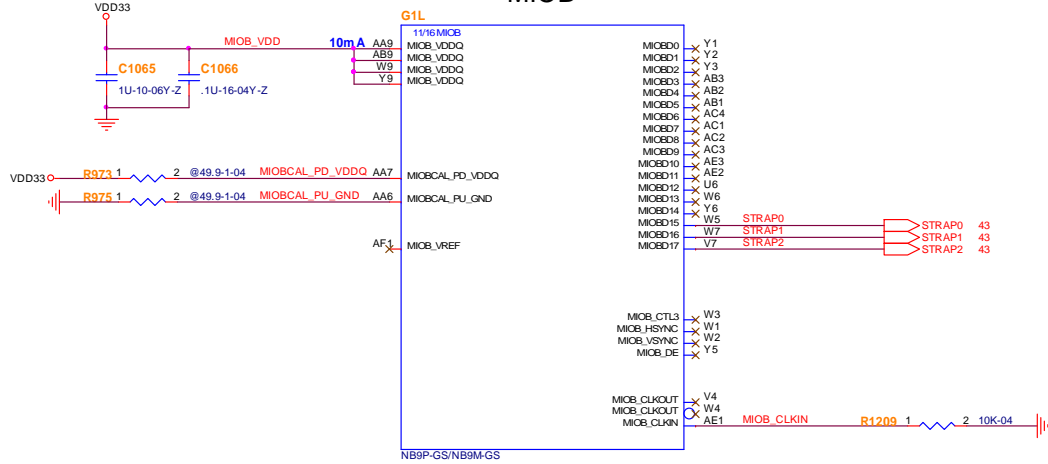 MIOB
VDD33
G1L
11/16 MIOB
MIOB_VDD 10mA AA9 MIOB_VDDQ
AB9 MIOB_VDDQ
W9 MIOB_VDDQ
Y9 MIOB_VDDQ
C1065 C1066
1U-10-06Y-Z .1U-16-04Y-Z
MIOBD0 Y1
MIOBD1 Y2
MIOBD2 Y3
MIOBD3 AB3
MIOBD4 AB2
MIOBD5 AB1
MIOBD6 AC4
MIOBD7 AC1
MIOBD8 AC2
MIOBD9 AC3
MIOBD10 AE3
MIOBD11 AE2
MIOBD12 U6
MIOBD13 W6
MIOBD14 Y6
MIOBD15 W5 STRAP0 STRAP0 43
MIOBD16 W7 STRAP1 STRAP1 43
MIOBD17 V7 STRAP2 STRAP2 43
VDD33 R973 1 2 @49.9-1-04 MIOBCAL_PD_VDDQ AA7 MIOBCAL_PD_VDDQ
R975 1 2 @49.9-1-04 MIOBCAL_PU_GND AA6 MIOBCAL_PU_GND
AF1 MIOB_VREF
MIOB_CTL3 W3
MIOB_HSYNC W1
MIOB_VSYNC W2
MIOB_DE Y5
MIOB_CLKOUT V4
MIOB_CLKOUT W4
MIOB_CLKIN AE1 MIOB_CLKIN R1209 1 2 10K-04
NB9P-GS/NB9M-GS